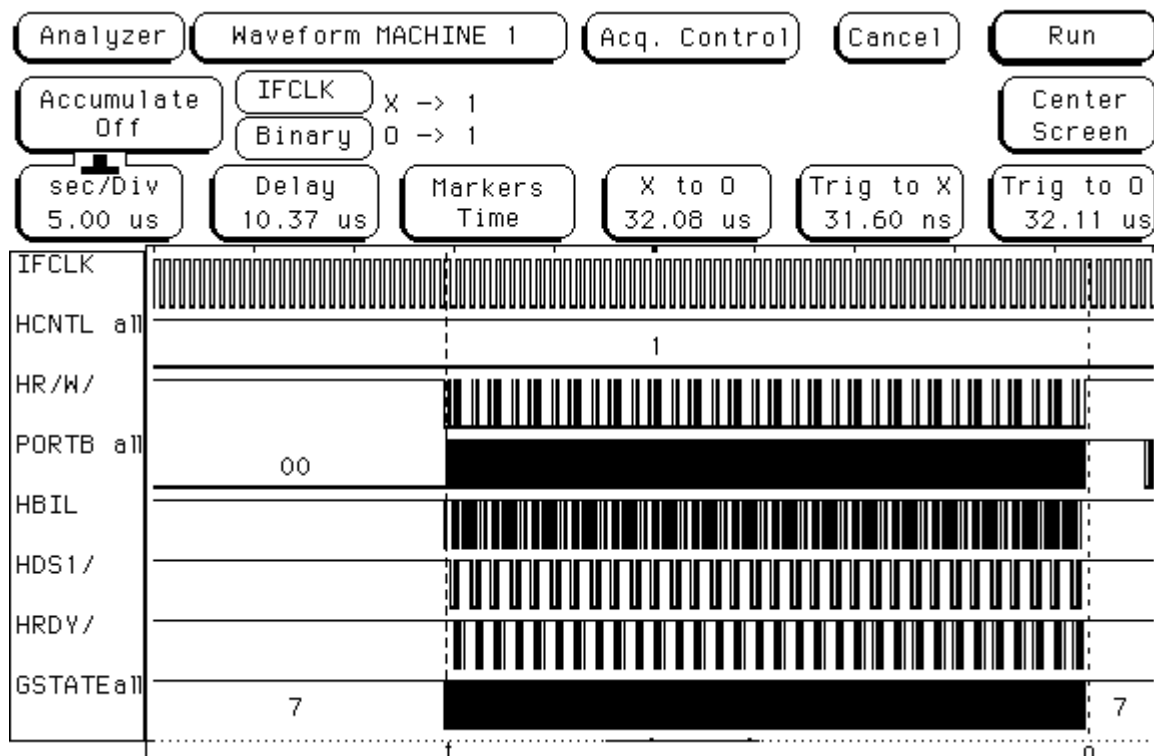 Analyzer Waveform MACHINE 1 Acq. Control Cancel Run
Accumulate Off
IFCLK X -> 1
Binary O -> 1
Center Screen
sec/Div 5.00 us
Delay 10.37 us
Markers Time
X to O 32.08 us
Trig to X 31.60 ns
Trig to O 32.11 us
IFCLK
HCNTL all
1
HR/W/
PORTB all
00
HBIL
HDS1/
HRDY/
GSTATEall
7 7
t o